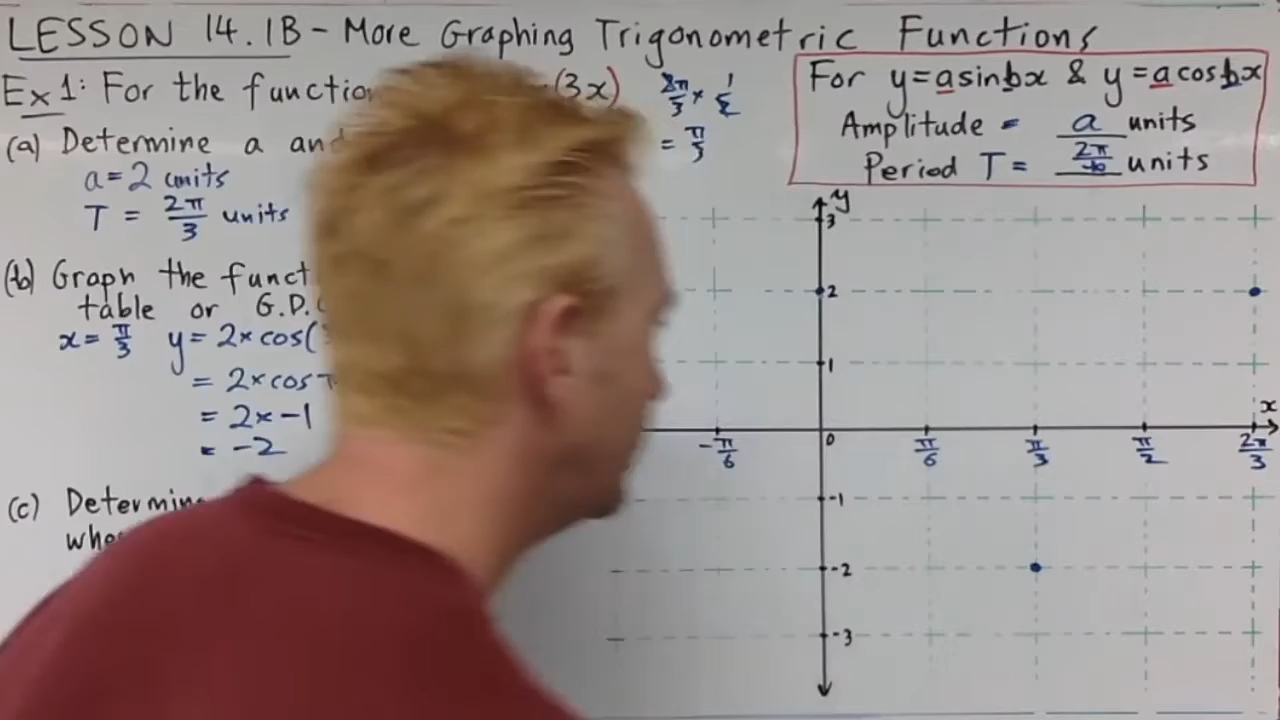 LESSON 14.1B - More Graphing Trigonometric Functions
Ex 1: For the function (3x)
(a) Determine a and
a = 2 units
T = 2π/3 units
(b) Graph the funct
table or G.D.
x = π/3 y = 2×cos(
= 2×cos π
= 2×-1
= -2
(c) Determine
2π/3 × 1/2
= π/3
For y=a sin bx & y=a cos bx
Amplitude = a units
Period T = 2π/b units
y
3
2
1
x
-π/6 0 π/6 π/3 π/2 2π/3
-1
-2
-3